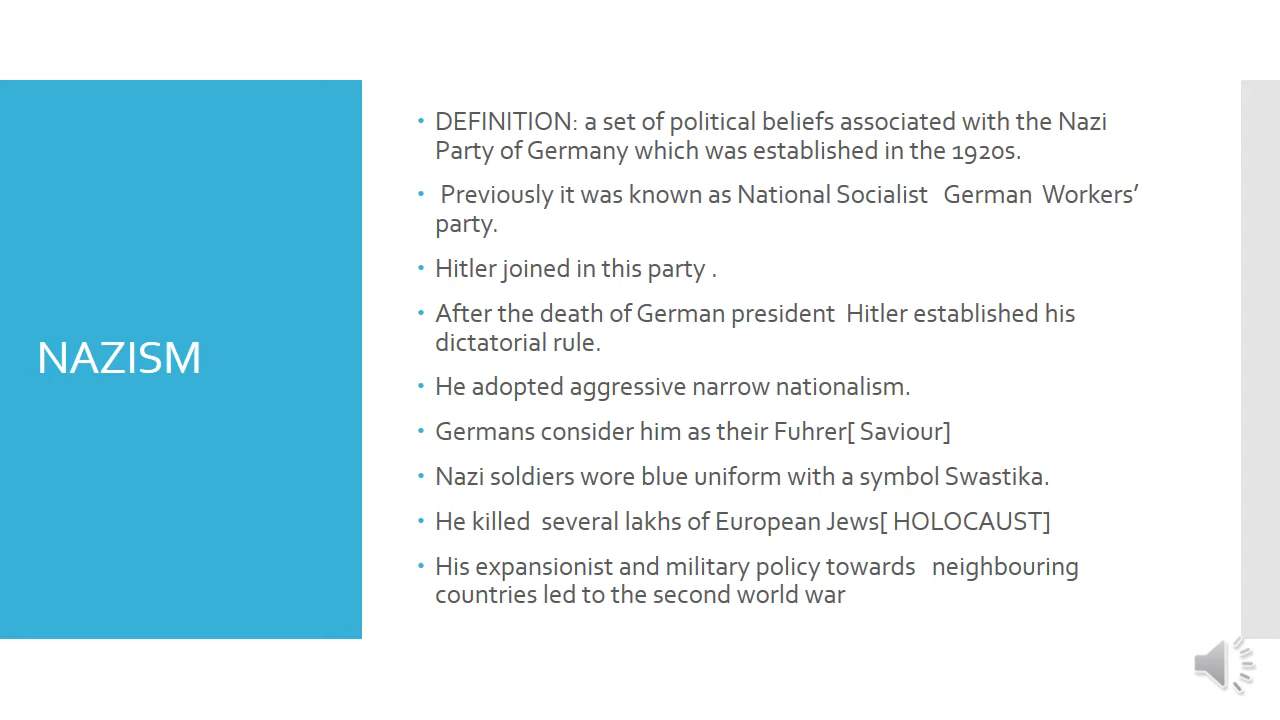 NAZISM
• DEFINITION: a set of political beliefs associated with the Nazi
Party of Germany which was established in the 1920s.
• Previously it was known as National Socialist German Workers’
party.
• Hitler joined in this party .
• After the death of German president Hitler established his
dictatorial rule.
• He adopted aggressive narrow nationalism.
• Germans consider him as their Fuhrer[ Saviour]
• Nazi soldiers wore blue uniform with a symbol Swastika.
• He killed several lakhs of European Jews[ HOLOCAUST]
• His expansionist and military policy towards neighbouring
countries led to the second world war